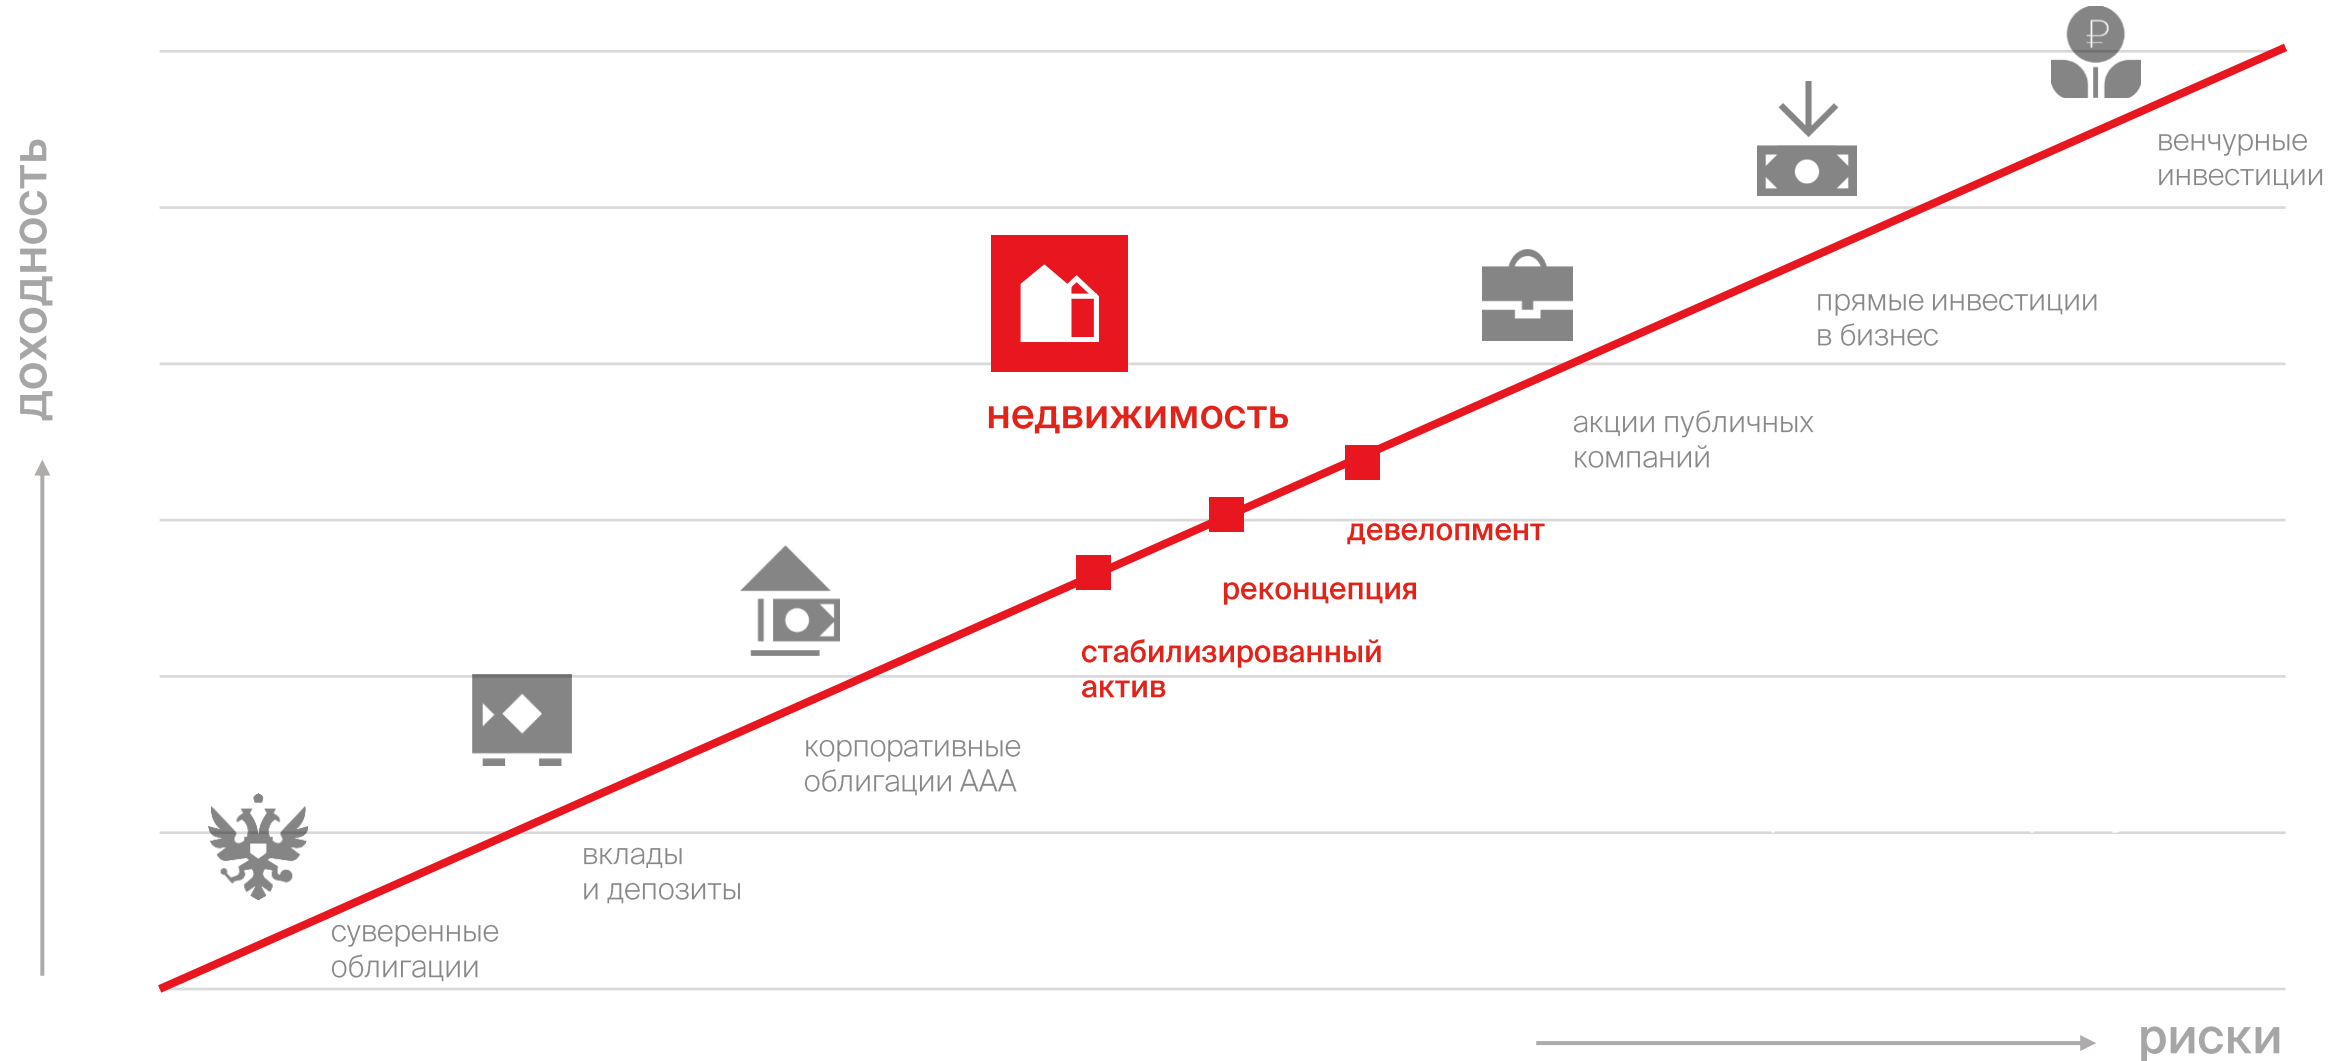 доходность
₽
венчурные
инвестиции
прямые инвестиции
в бизнес
недвижимость
акции публичных
компаний
девелопмент
реконцепция
стабилизированный
актив
корпоративные
облигации ААА
вклады
и депозиты
суверенные
облигации
риски